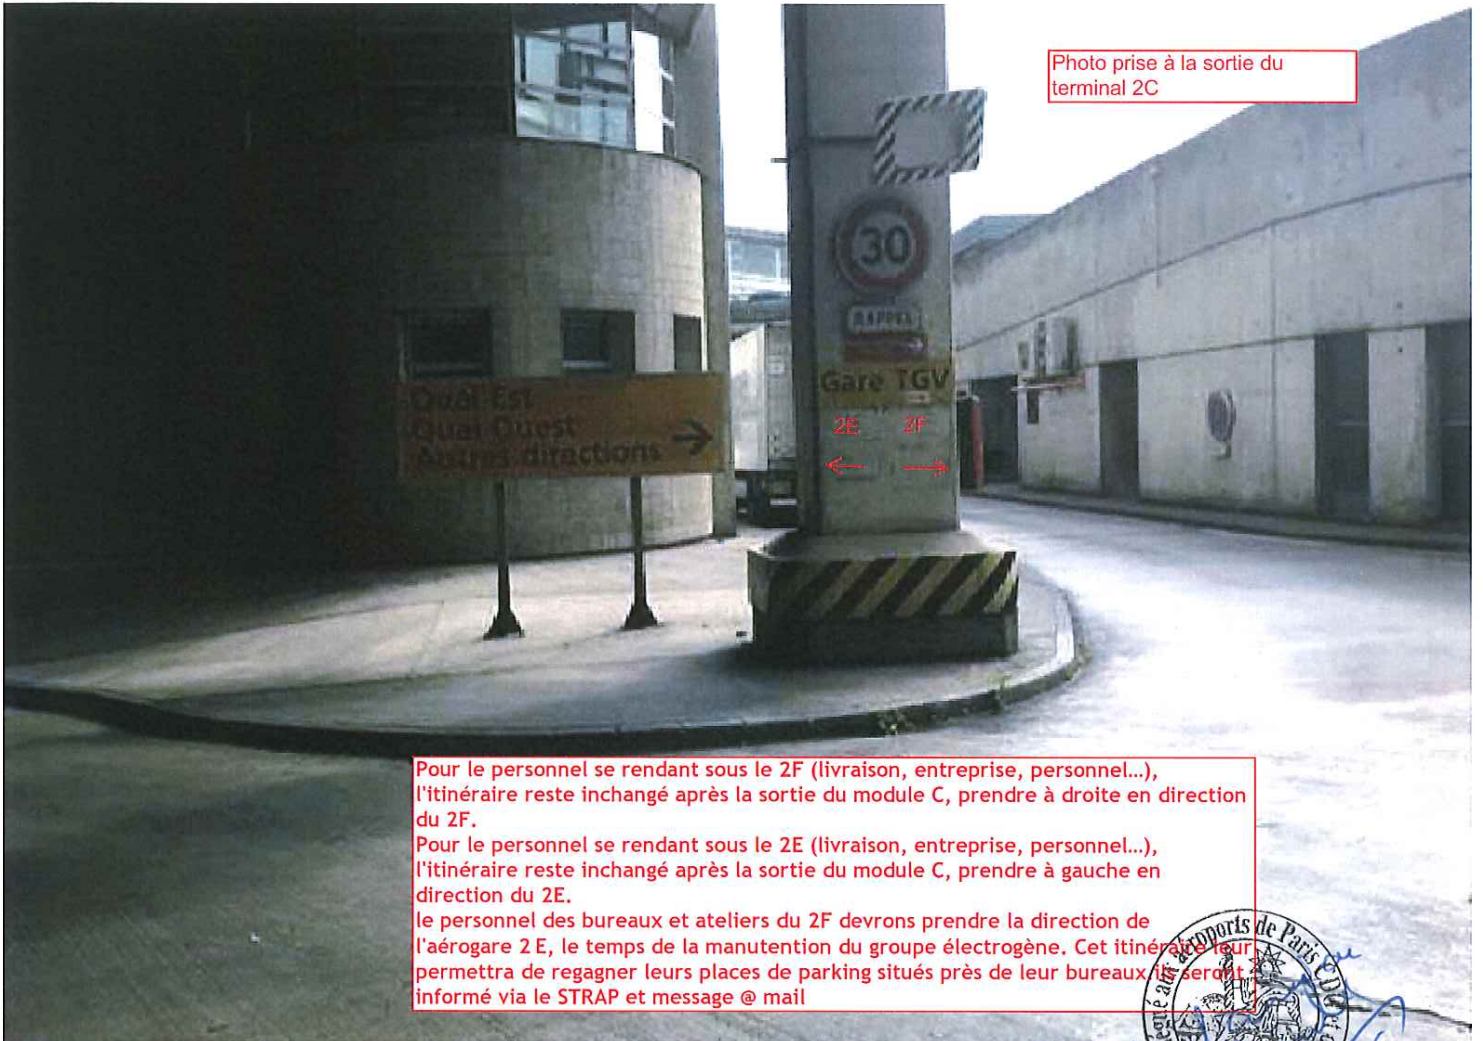 Photo prise à la sortie du
terminal 2C
30
RAPPEL
Gare TGV
2E 2F
Quai Est
Quai Ouest
Autres directions
Pour le personnel se rendant sous le 2F (livraison, entreprise, personnel...),
l'itinéraire reste inchangé après la sortie du module C, prendre à droite en direction
du 2F.
Pour le personnel se rendant sous le 2E (livraison, entreprise, personnel...),
l'itinéraire reste inchangé après la sortie du module C, prendre à gauche en
direction du 2E.
le personnel des bureaux et ateliers du 2F devrons prendre la direction de
l'aérogare 2 E, le temps de la manutention du groupe électrogène. Cet itinéraire leur
permettra de regagner leurs places de parking situés près de leur bureaux, il seront
informé via le STRAP et message @ mail
aux aéroports de Paris CDG et